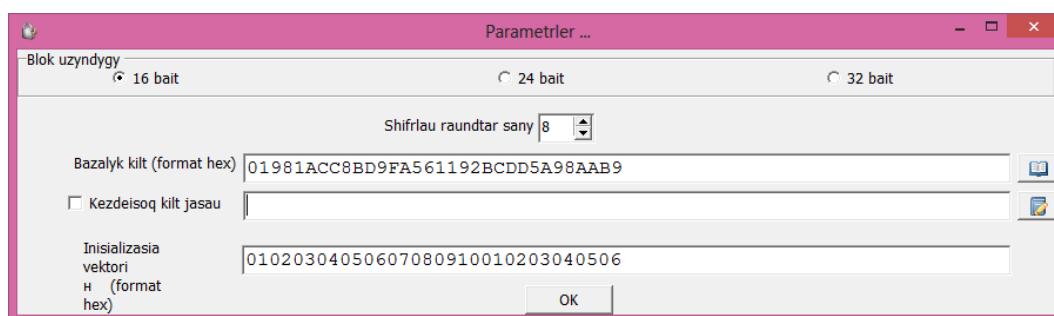 Parametrler ...
Blok uzyndygy
16 bait
24 bait
32 bait
Shifrlau raundtar sany 8
Bazalyk kilt (format hex) 01981ACC8BD9FA561192BCDD5A98AAB9
Kezdeisoq kilt jasau
Inisializasia
vektori
н (format
hex)
01020304050607080910010203040506
OK